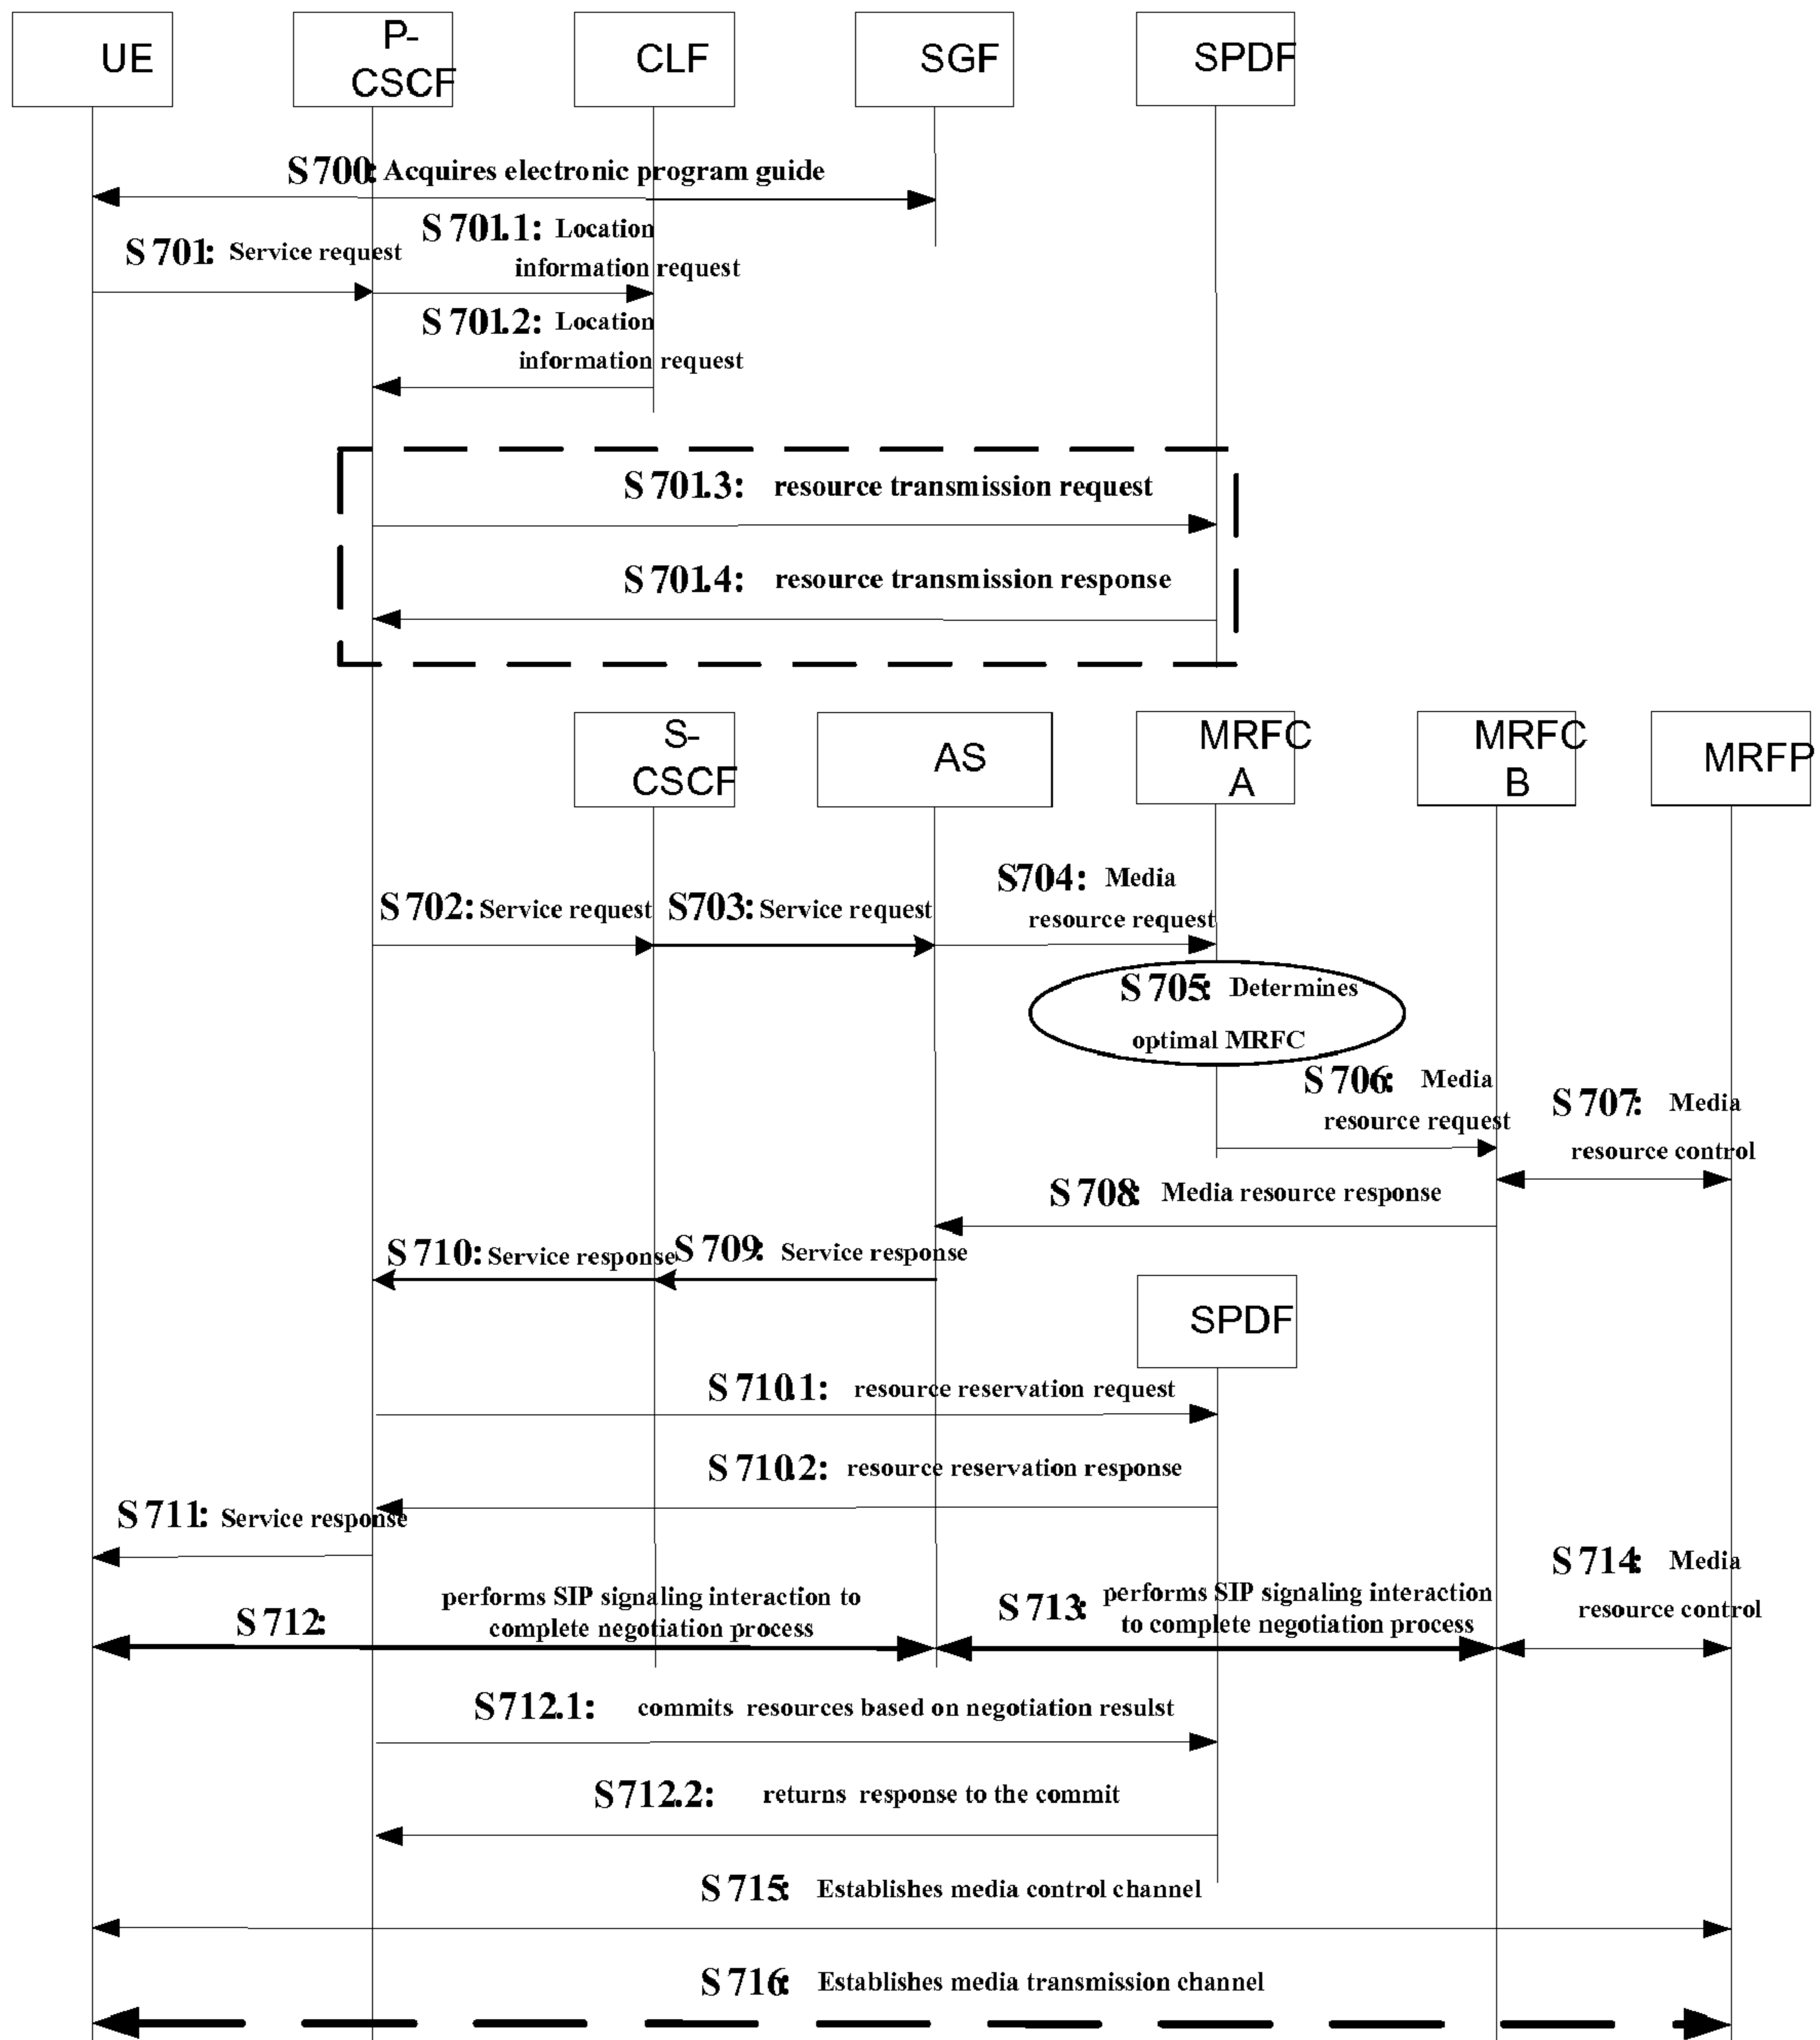 UE
P-
CSCF
CLF
SGF
SPDF
S700: Acquires electronic program guide
S701.1: Location
information request
S701: Service request
S701.2: Location
information request
S701.3: resource transmission request
S701.4: resource transmission response
S-
CSCF
AS
MRFC
A
MRFC
B
MRFP
S704: Media
resource request
S702: Service request
S703: Service request
S705: Determines
optimal MRFC
S706: Media
resource request
S707: Media
resource control
S708: Media resource response
S710: Service response
S709: Service response
SPDF
S710.1: resource reservation request
S710.2: resource reservation response
S711: Service response
S714: Media
resource control
S712: performs SIP signaling interaction to
complete negotiation process
S713: performs SIP signaling interaction
to complete negotiation process
S712.1: commits resources based on negotiation resulst
S712.2: returns response to the commit
S715: Establishes media control channel
S716: Establishes media transmission channel